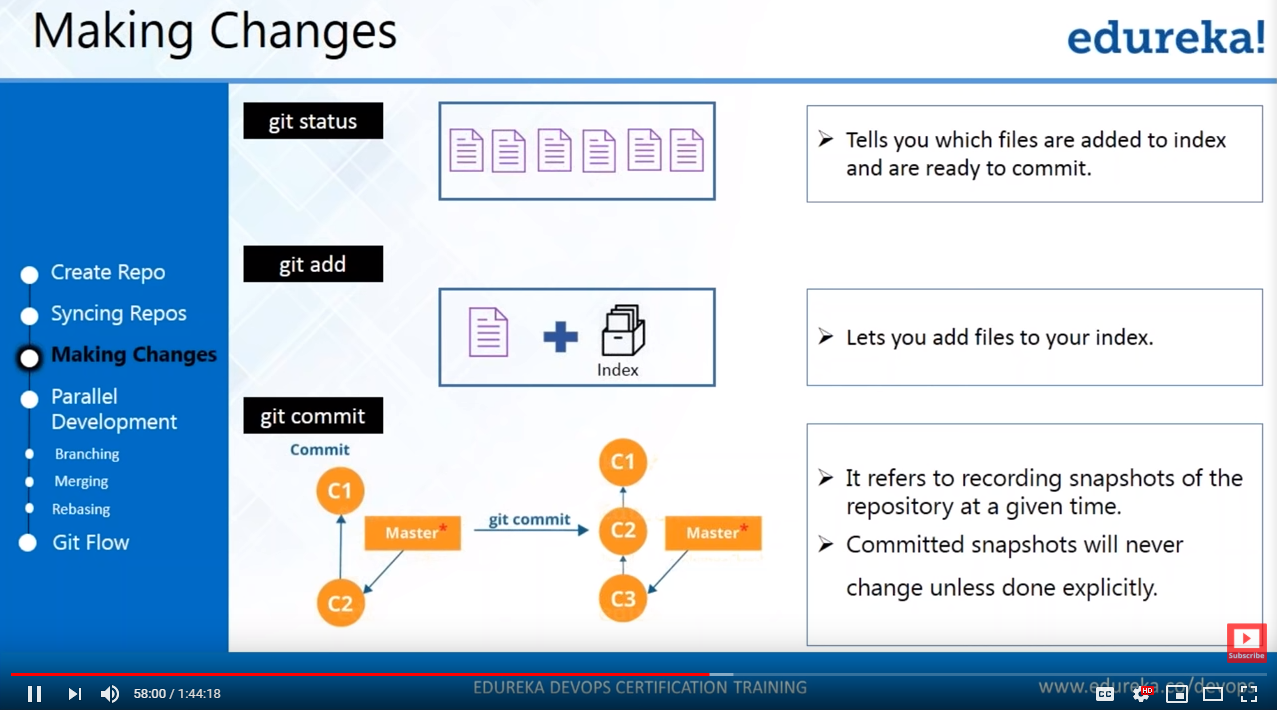 Making Changes
edureka!
git status
Tells you which files are added to index
and are ready to commit.
git add
Index
Lets you add files to your index.
Create Repo
Syncing Repos
Making Changes
Parallel
Development
Branching
Merging
Rebasing
Git Flow
git commit
Commit
C1
Master*
C2
git commit
C1
C2
Master*
C3
It refers to recording snapshots of the
repository at a given time.
Committed snapshots will never
change unless done explicitly.
Subscribe
58:00 / 1:44:18
EDUREKA DEVOPS CERTIFICATION TRAINING
www.edureka.co/devops
CC
HD